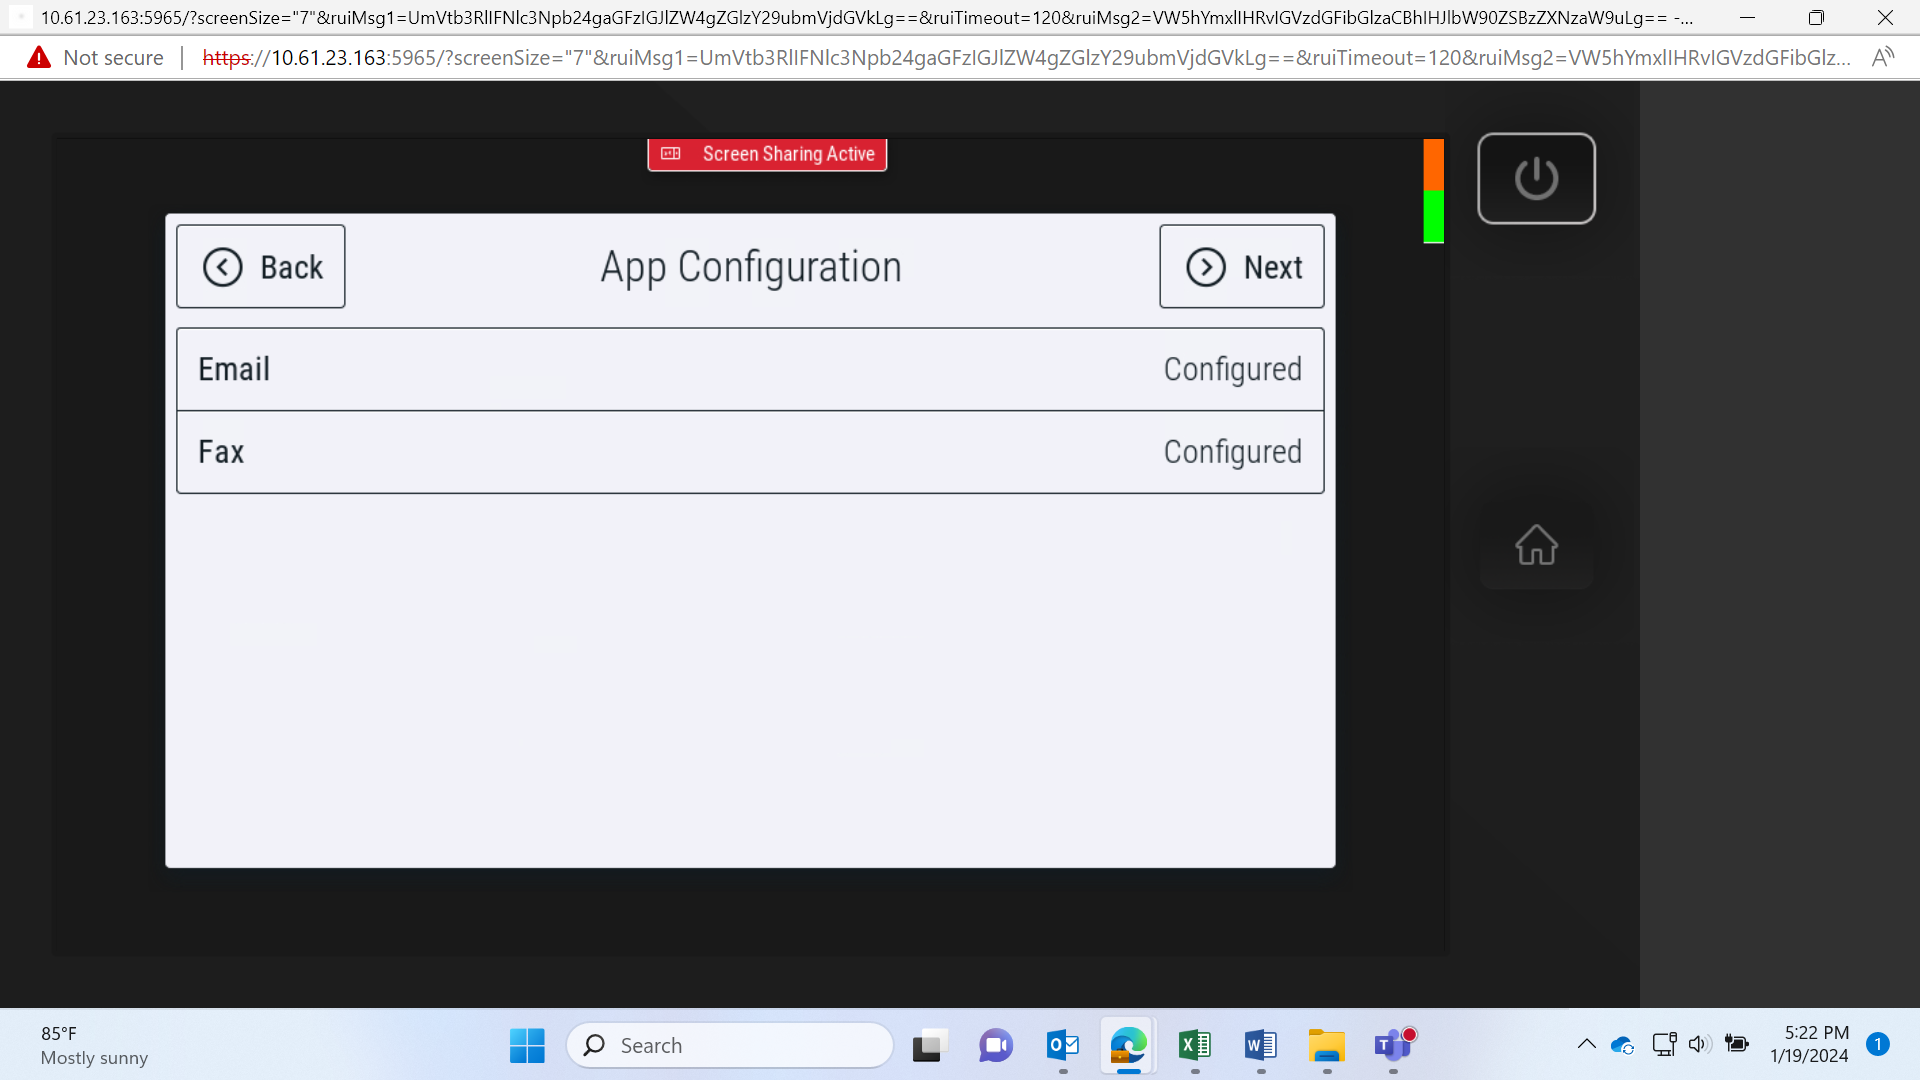 10.61.23.163:5965/?screenSize="7"&ruiMsg1=UmVtb3RlIFNlc3Npb24gaGFzIGJlZW4gZGlzY29ubmVjdGVkLg==&ruiTimeout=120&ruiMsg2=VW5hYmxlIHRvIGVzdGFibGlzaCBhIHJlbW90ZSBzZXNzaW9uLg== -...
Not secure
https://10.61.23.163:5965/?screenSize="7"&ruiMsg1=UmVtb3RlIFNlc3Npb24gaGFzIGJlZW4gZGlzY29ubmVjdGVkLg==&ruiTimeout=120&ruiMsg2=VW5hYmxlIHRvIGVzdGFibGlz...
Screen Sharing Active
Back
App Configuration
Next
Email Configured
Fax Configured
85°F
Mostly sunny
Search
5:22 PM
1/19/2024
1